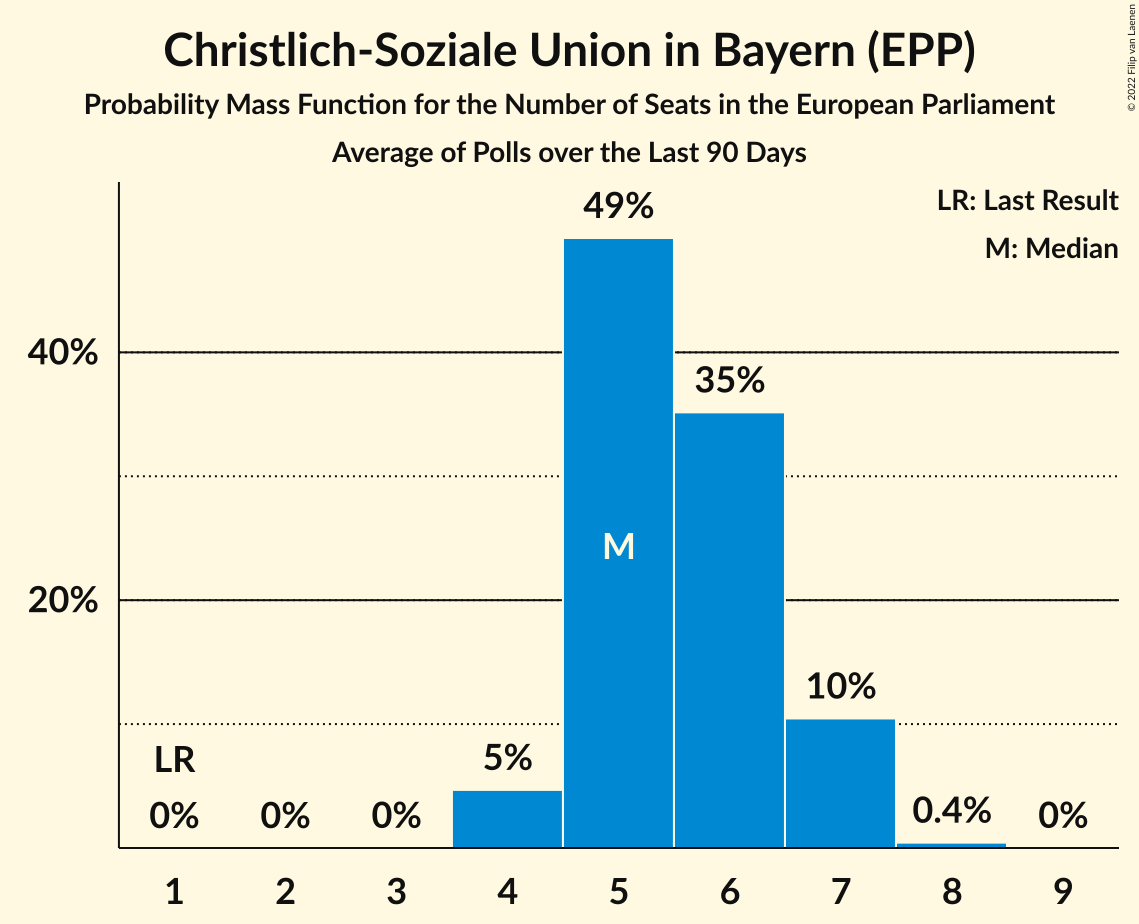 Christlich-Soziale Union in Bayern (EPP)
Probability Mass Function for the Number of Seats in the European Parliament
Average of Polls over the Last 90 Days
© 2022 Filip van Laenen
LR: Last Result
M: Median
49%
40%
35%
M
20%
10%
LR
5%
0%
0%
0%
0.4%
0%
1 2 3 4 5 6 7 8 9